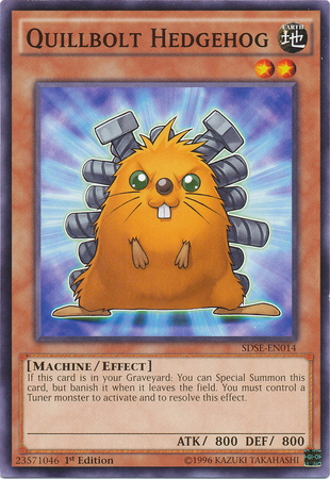 QUILLBOLT HEDGEHOG
EARTH
地
SDSE-EN014
[MACHINE/EFFECT]
If this card is in your Graveyard: You can Special Summon this
card, but banish it when it leaves the field. You must control a
Tuner monster to activate and to resolve this effect.
ATK/ 800 DEF/ 800
23571046 1st Edition ©1996 KAZUKI TAKAHASHI